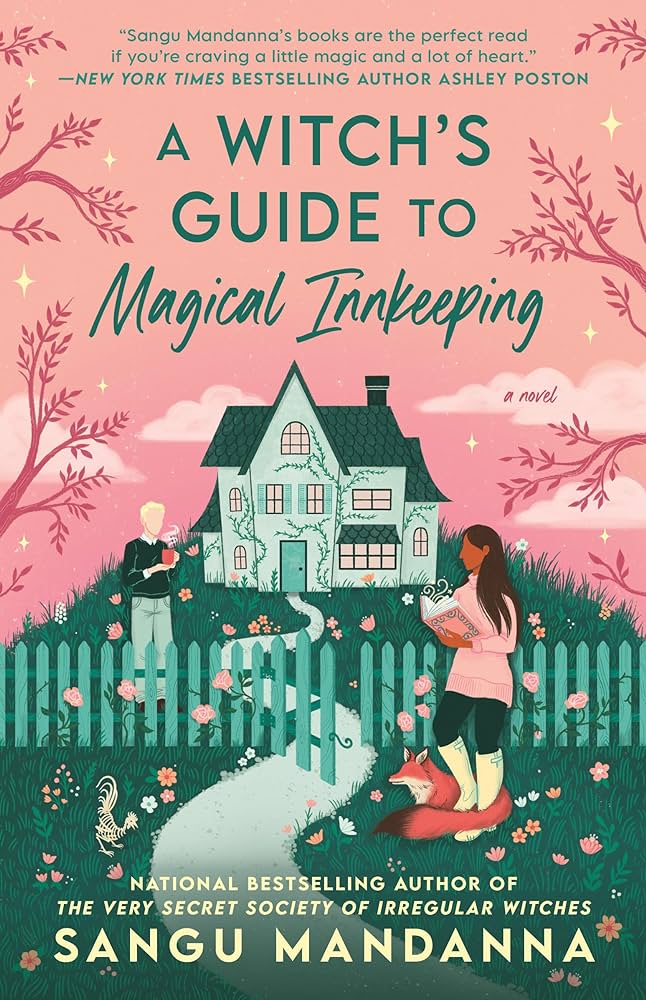 “Sangu Mandanna’s books are the perfect read
if you’re craving a little magic and a lot of heart.”
—NEW YORK TIMES BESTSELLING AUTHOR ASHLEY POSTON
A WITCH’S
GUIDE TO
Magical Innkeeping
a novel
NATIONAL BESTSELLING AUTHOR OF
THE VERY SECRET SOCIETY OF IRREGULAR WITCHES
SANGU MANDANNA